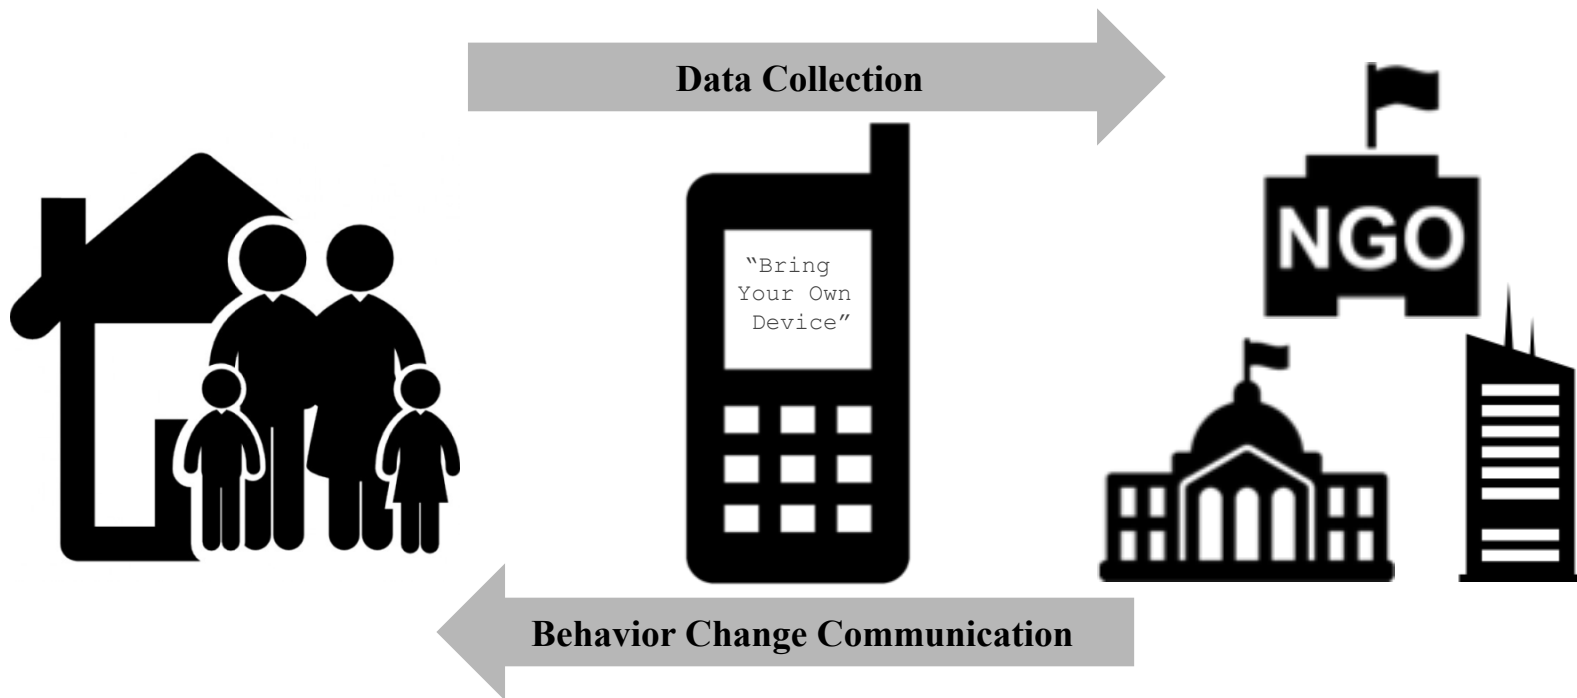 Data Collection
“Bring
Your Own
Device”
NGO
Behavior Change Communication